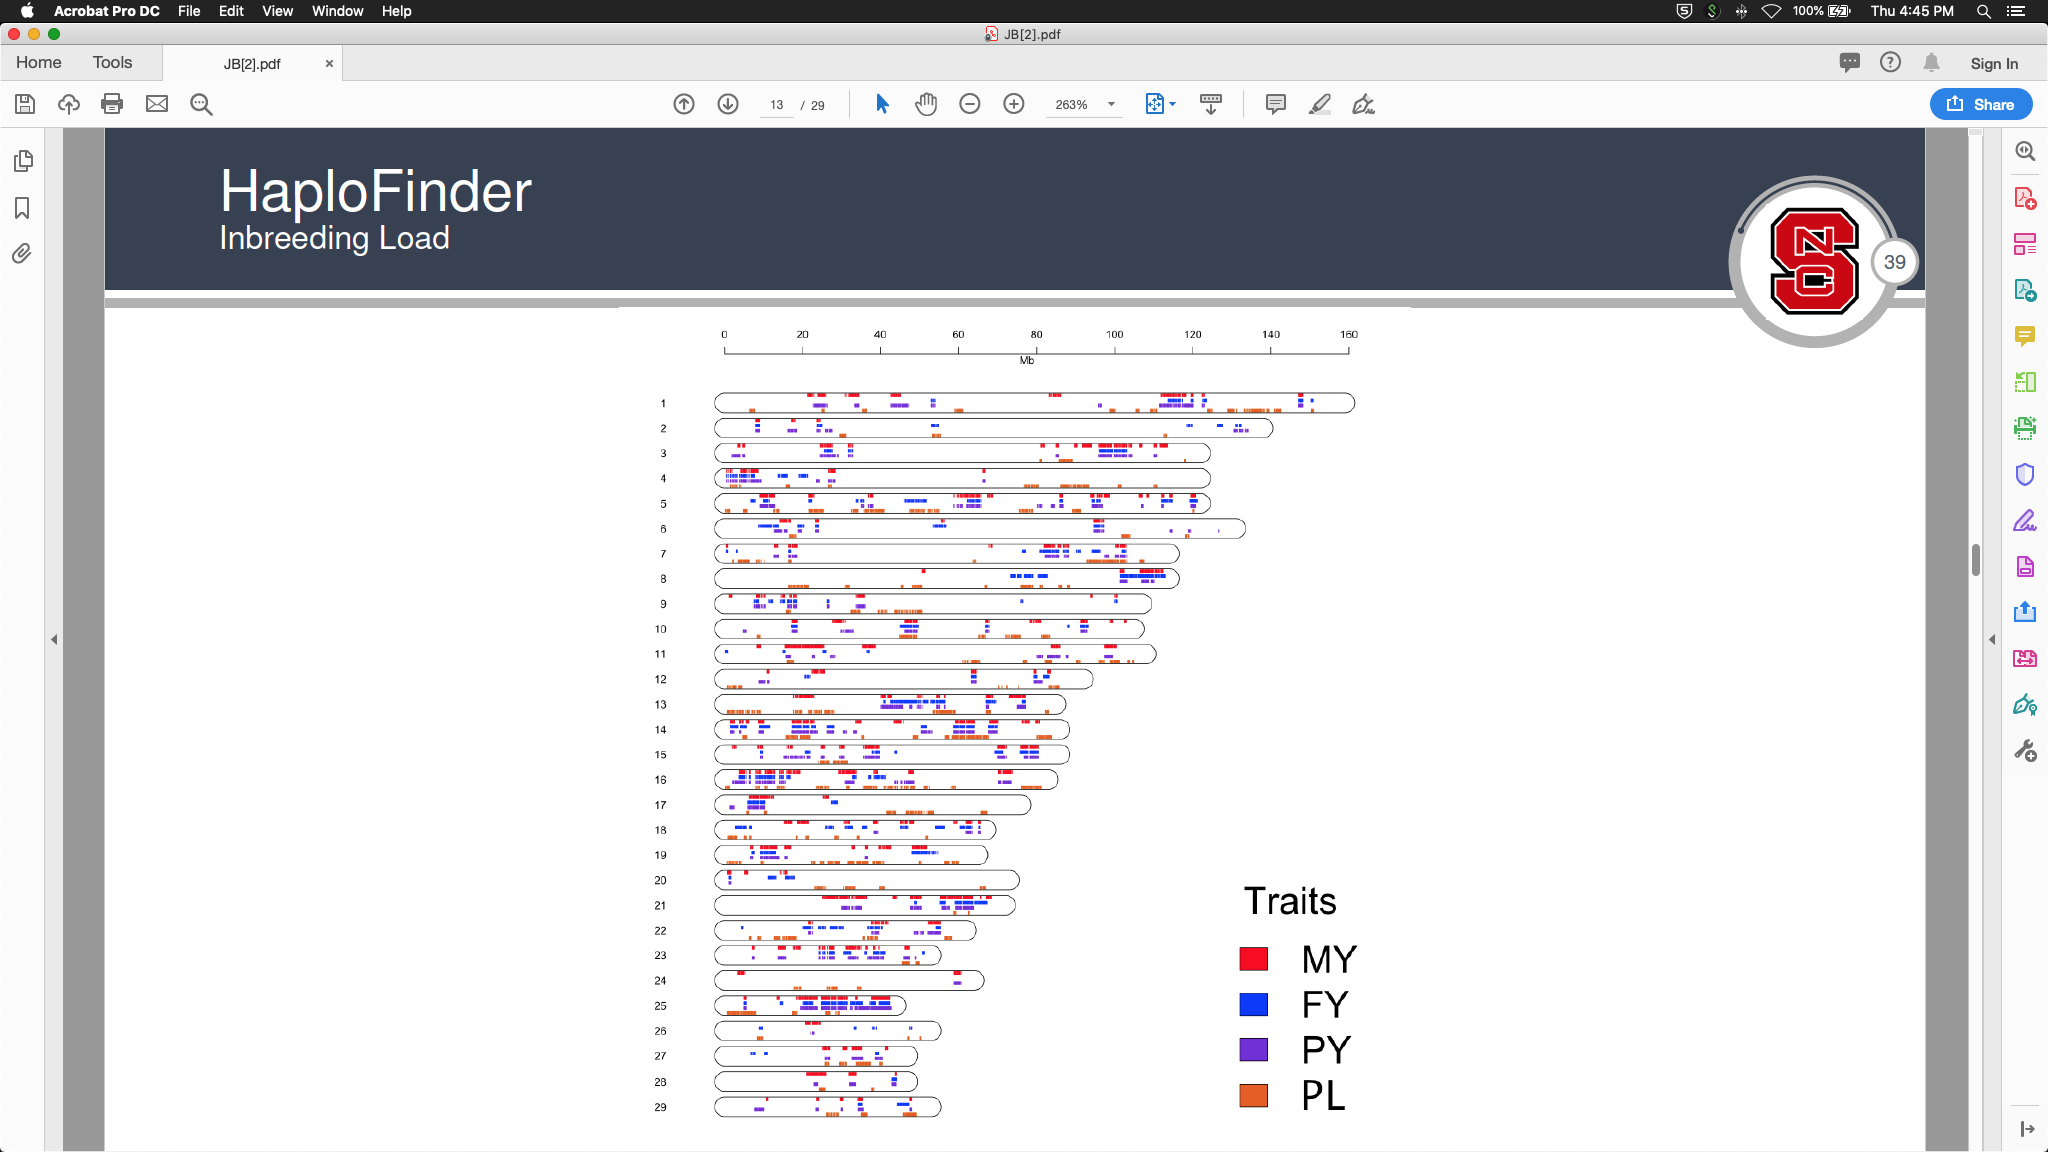 Acrobat Pro DC File Edit View Window Help 100% Thu 4:45 PM
JB[2].pdf
Home Tools JB[2].pdf × Sign In
13 / 29 263% Share
HaploFinder
Inbreeding Load
NC
S
39
0 20 40 60 80 100 120 140 160
Mb
1
2
3
4
5
6
7
8
9
10
11
12
13
14
15
16
17
18
19
20
21
22
23
24
25
26
27
28
29
Traits
MY
FY
PY
PL